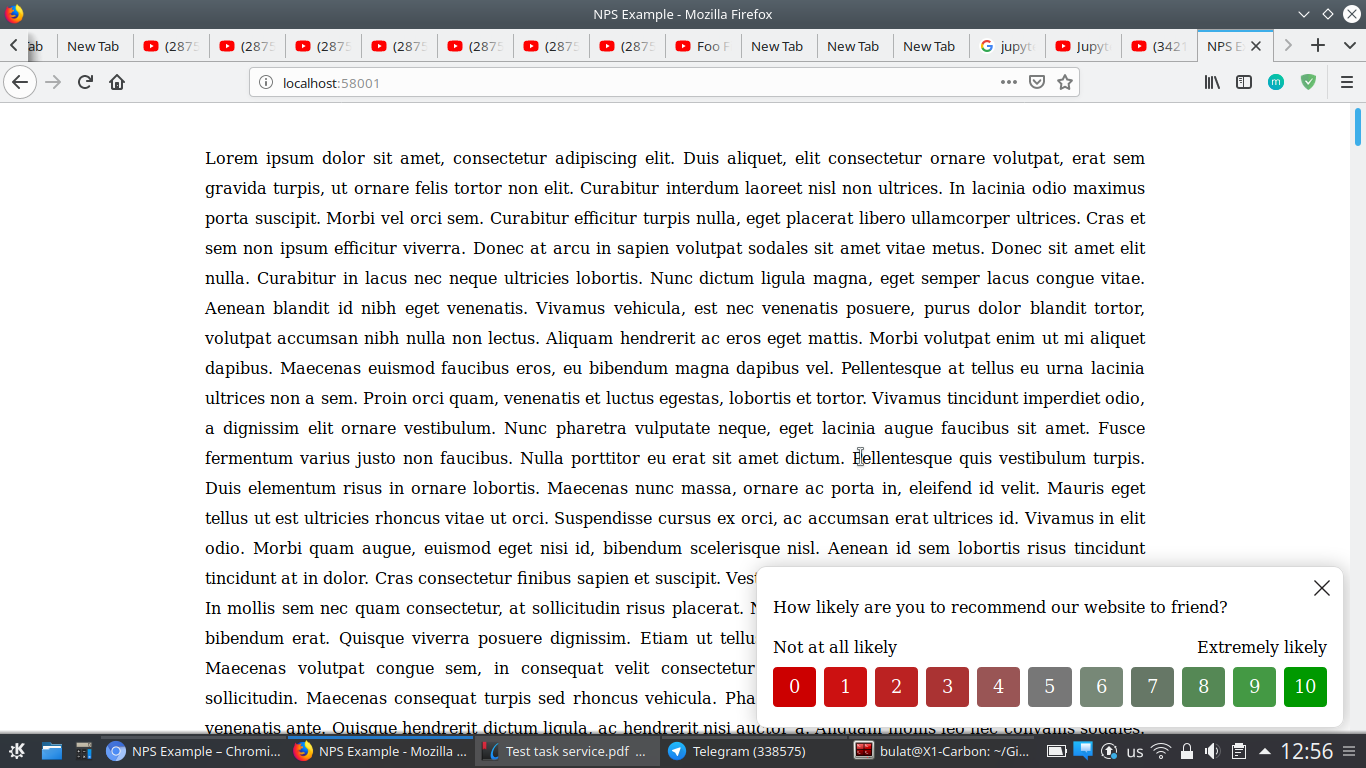 NPS Example - Mozilla Firefox
ab
New Tab
(2875
(2875
(2875
(2875
(2875
(2875
(2875
Foo F
New Tab
New Tab
New Tab
jupyt
Jupyt
(3421
NPS E
localhost:58001
Lorem ipsum dolor sit amet, consectetur adipiscing elit. Duis aliquet, elit consectetur ornare volutpat, erat sem
gravida turpis, ut ornare felis tortor non elit. Curabitur interdum laoreet nisl non ultrices. In lacinia odio maximus
porta suscipit. Morbi vel orci sem. Curabitur efficitur turpis nulla, eget placerat libero ullamcorper ultrices. Cras et
sem non ipsum efficitur viverra. Donec at arcu in sapien volutpat sodales sit amet vitae metus. Donec sit amet elit
nulla. Curabitur in lacus nec neque ultricies lobortis. Nunc dictum ligula magna, eget semper lacus congue vitae.
Aenean blandit id nibh eget venenatis. Vivamus vehicula, est nec venenatis posuere, purus dolor blandit tortor,
volutpat accumsan nibh nulla non lectus. Aliquam hendrerit ac eros eget mattis. Morbi volutpat enim ut mi aliquet
dapibus. Maecenas euismod faucibus eros, eu bibendum magna dapibus vel. Pellentesque at tellus eu urna lacinia
ultrices non a sem. Proin orci quam, venenatis et luctus egestas, lobortis et tortor. Vivamus tincidunt imperdiet odio,
a dignissim elit ornare vestibulum. Nunc pharetra vulputate neque, eget lacinia augue faucibus sit amet. Fusce
fermentum varius justo non faucibus. Nulla porttitor eu erat sit amet dictum. Pellentesque quis vestibulum turpis.
Duis elementum risus in ornare lobortis. Maecenas nunc massa, ornare ac porta in, eleifend id velit. Mauris eget
tellus ut est ultricies rhoncus vitae ut orci. Suspendisse cursus ex orci, ac accumsan erat ultrices id. Vivamus in elit
odio. Morbi quam augue, euismod eget nisi id, bibendum scelerisque nisl. Aenean id sem lobortis risus tincidunt
tincidunt at in dolor. Cras consectetur finibus sapien et suscipit. Vest
In mollis sem nec quam consectetur, at sollicitudin risus placerat. N
bibendum erat. Quisque viverra posuere dignissim. Etiam ut tellu
Maecenas volutpat congue sem, in consequat velit consectetur
sollicitudin. Maecenas consequat turpis sed rhoncus vehicula. Pha
venenatis ante. Quisque hendrerit dictum ligula, ac hendrerit nisi auctor a. Aliquam mollis leo nec convallis sodales.
How likely are you to recommend our website to friend?
Not at all likely Extremely likely
0 1 2 3 4 5 6 7 8 9 10
NPS Example – Chromi...
NPS Example - Mozilla ...
Test task service.pdf ...
Telegram (338575)
bulat@X1-Carbon: ~/Gi...
us
12:56